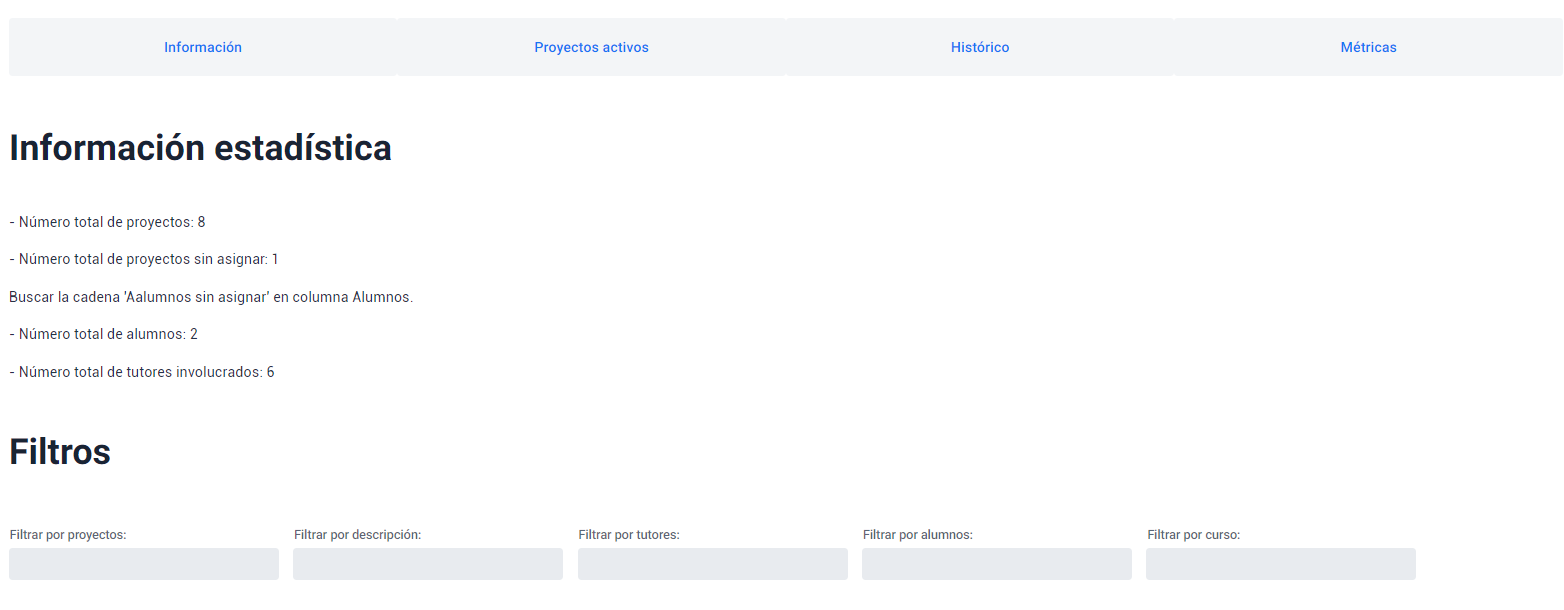 Información Proyectos activos Histórico Métricas
Información estadística
- Número total de proyectos: 8
- Número total de proyectos sin asignar: 1
Buscar la cadena 'Aalumnos sin asignar' en columna Alumnos.
- Número total de alumnos: 2
- Número total de tutores involucrados: 6
Filtros
Filtrar por proyectos: Filtrar por descripción: Filtrar por tutores: Filtrar por alumnos: Filtrar por curso: